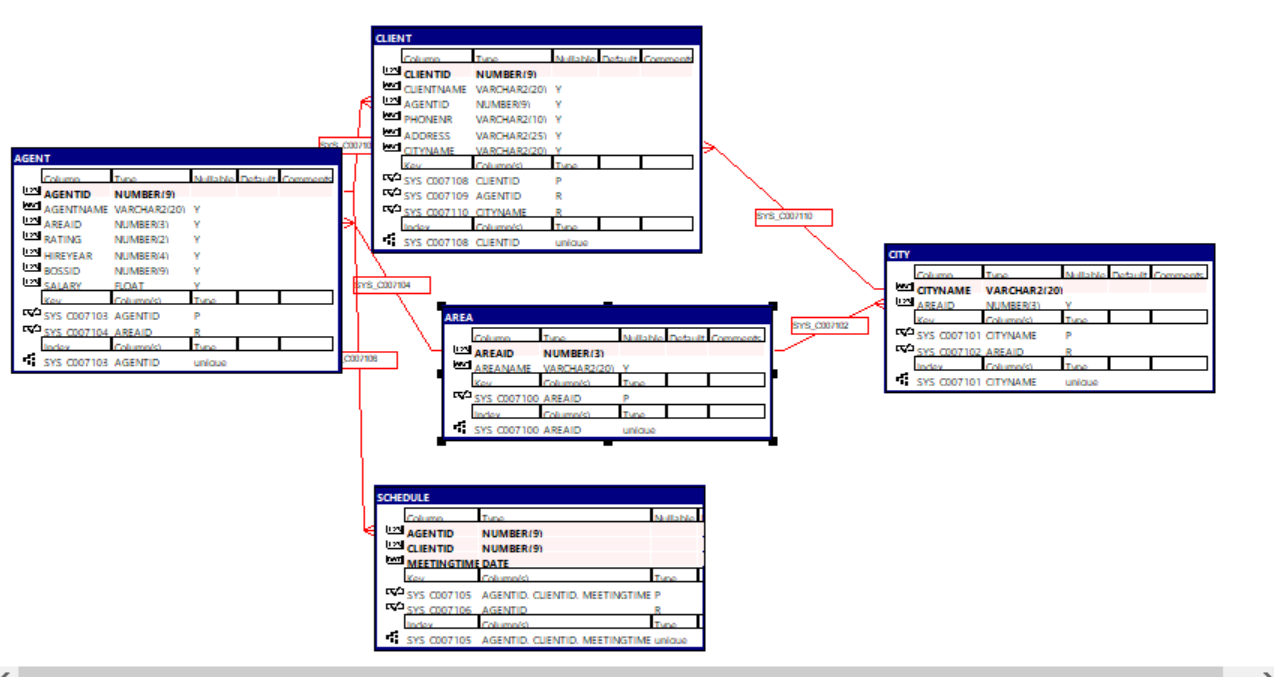 CLIENT
Column Type Nullable Default Comments
CLIENTID NUMBER(9)
CLIENTNAME VARCHAR2(20) Y
AGENTID NUMBER(9) Y
PHONENR VARCHAR2(10) Y
ADDRESS VARCHAR2(25) Y
CITYNAME VARCHAR2(20) Y
Key Column(s) Type
SYS_C007108 CLIENTID P
SYS_C007109 AGENTID R
SYS_C007110 CITYNAME R
Index Column(s) Type
SYS_C007108 CLIENTID unique
SYS_C00710
AGENT
Column Type Nullable Default Comments
AGENTID NUMBER(9)
AGENTNAME VARCHAR2(20) Y
AREAID NUMBER(3) Y
RATING NUMBER(2) Y
HIREYEAR NUMBER(4) Y
BOSSID NUMBER(9) Y
SALARY FLOAT Y
Key Column(s) Type
SYS_C007103 AGENTID P
SYS_C007104 AREAID R
Index Column(s) Type
SYS_C007103 AGENTID unique
SYS_C007110
SYS_C007104
C007106
SYS_C007102
CITY
Column Type Nullable Default Comments
CITYNAME VARCHAR2(20)
AREAID NUMBER(3) Y
Key Column(s) Type
SYS_C007101 CITYNAME P
SYS_C007102 AREAID R
Index Column(s) Type
SYS_C007101 CITYNAME unique
AREA
Column Type Nullable Default Comments
AREAID NUMBER(3)
AREANAME VARCHAR2(20) Y
Key Column(s) Type
SYS_C007100 AREAID P
Index Column(s) Type
SYS_C007100 AREAID unique
SCHEDULE
Column Type Nullable
AGENTID NUMBER(9)
CLIENTID NUMBER(9)
MEETINGTIME DATE
Key Column(s) Type
SYS_C007105 AGENTID, CLIENTID, MEETINGTIME P
SYS_C007106 AGENTID R
Index Column(s) Type
SYS_C007105 AGENTID, CLIENTID, MEETINGTIME unique